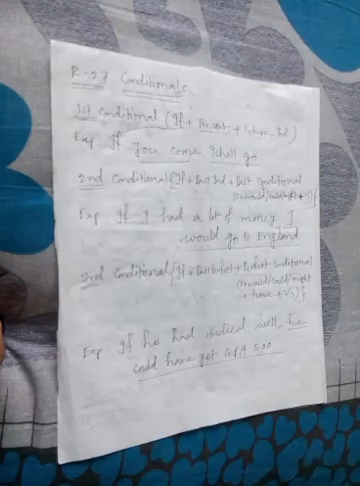 R-27 Conditionals
1st conditional (If + Present + Future Ind)
Exp If you come I shall go
2nd Conditional {If + Past Ind + Past Conditional
(S+would/could/might + V1)}
Exp If I had a lot of money I
would go to England
3rd Conditional {If + Past Perfect + Perfect Conditional
(S+would/could/might
+ have + V3)}
Exp If he had studied well, he
could have got G.P.A 5.00